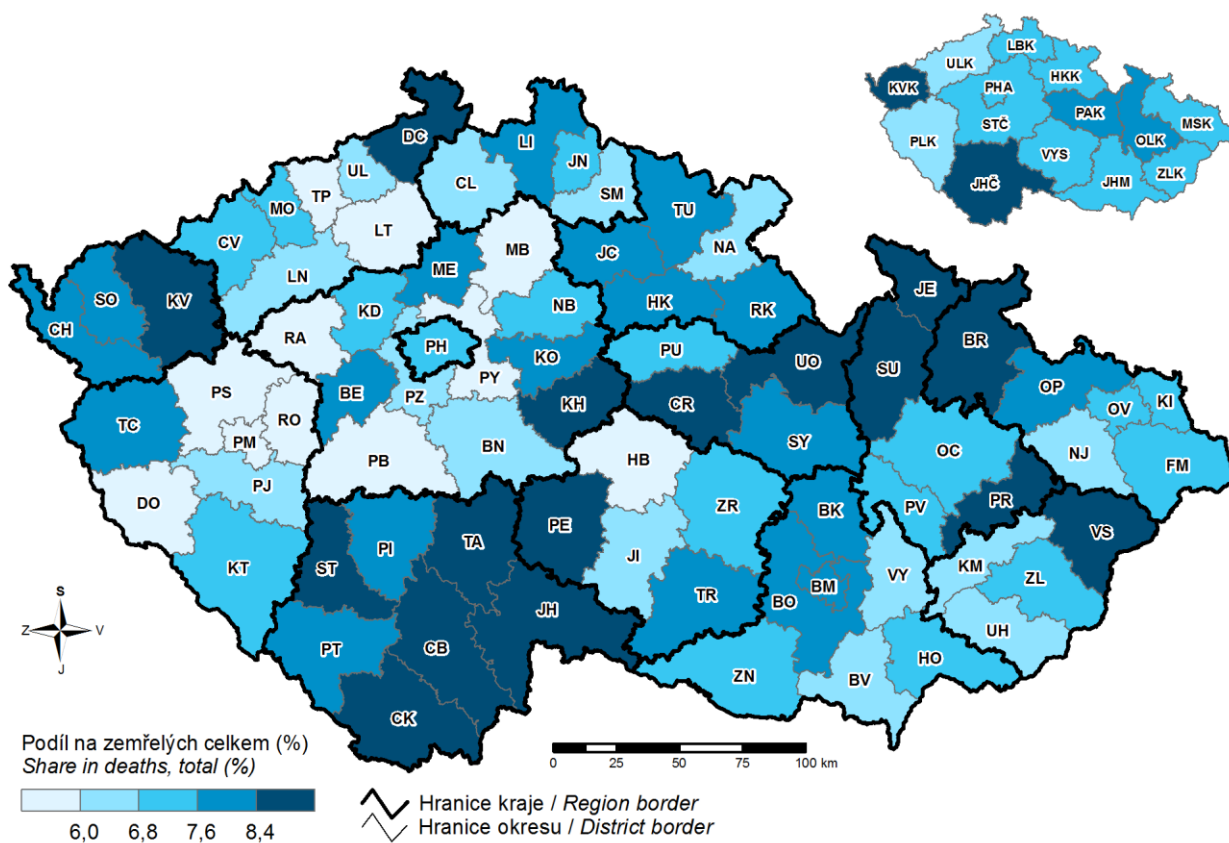 LBK
ULK
HKK
KVK
PHA
PAK
MSK
STČ
OLK
PLK
VYS
ZLK
JHČ
JHM
DC
LI
JN
UL
CL
SM
TP
MO
TU
LT
CV
NA
MB
JC
ME
LN
SO
KV
JE
NB
KD
HK
RK
CH
BR
RA
PH
PU
KO
UO
SU
OP
PY
KI
OV
PS
BE
PZ
KH
CR
RO
TC
SY
OC
PM
BN
NJ
PB
HB
FM
PJ
DO
ZR
PR
PV
BK
VS
PE
PI
TA
JI
KM
KT
ST
VY
ZL
BM
TR
BO
JH
UH
PT
CB
HO
ZN
BV
CK
S
Z V
J
Podíl na zemřelých celkem (%)
Share in deaths, total (%)
6,0 6,8 7,6 8,4
0 25 50 75 100 km
Hranice kraje / Region border
Hranice okresu / District border